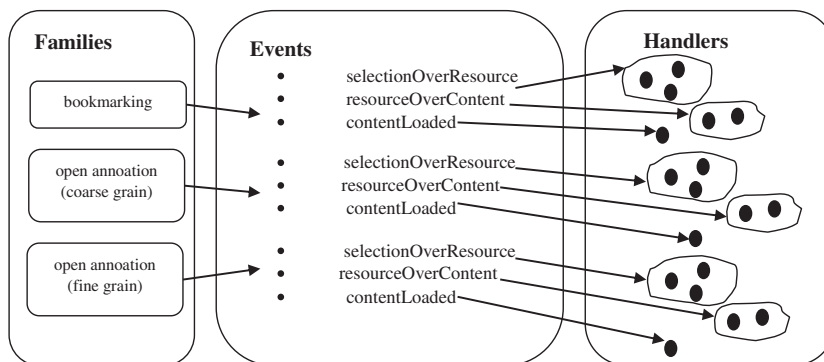 Families
bookmarking
open annoation
(coarse grain)
open annoation
(fine grain)
Events
selectionOverResource
resourceOverContent
contentLoaded
selectionOverResource
resourceOverContent
contentLoaded
selectionOverResource
resourceOverContent
contentLoaded
Handlers